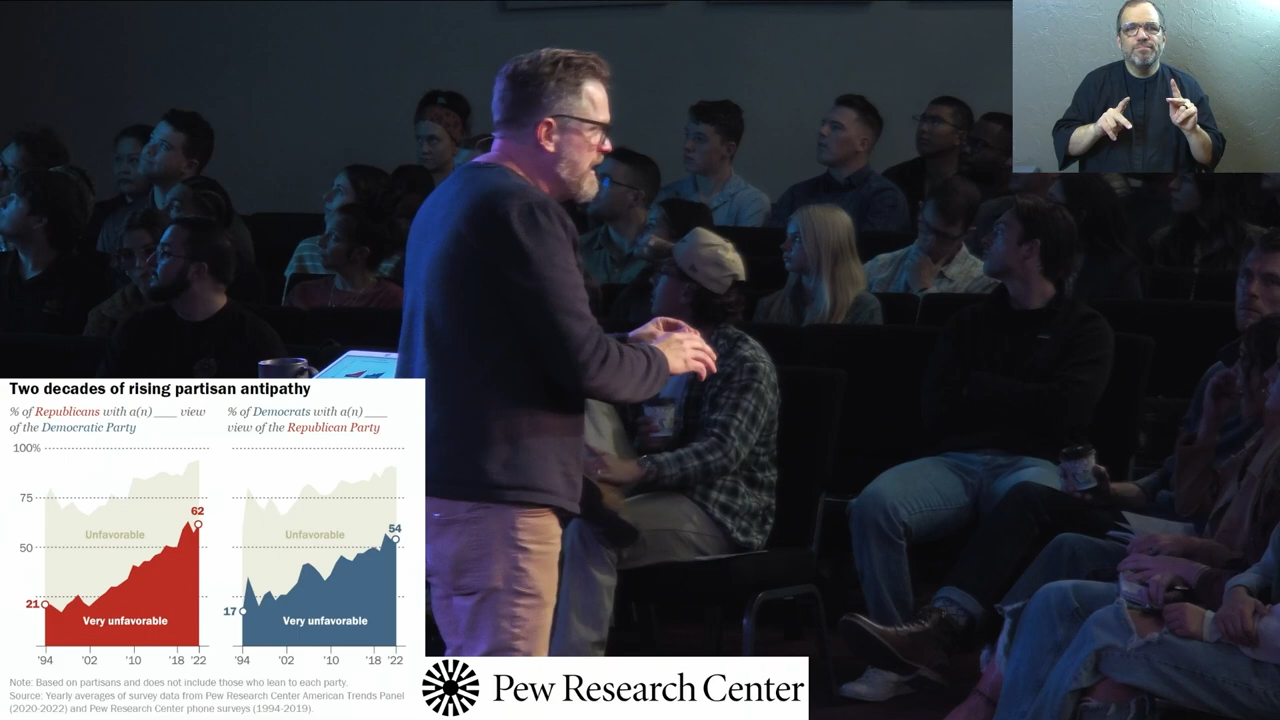 Two decades of rising partisan antipathy
% of Republicans with a(n) ___ view
of the Democratic Party
% of Democrats with a(n) ___
view of the Republican Party
100%
75
50
Unfavorable
62
21
Very unfavorable
'94 '02 '10 '18 '22
Unfavorable
54
17
Very unfavorable
'94 '02 '10 '18 '22
Note: Based on partisans and does not include those who lean to each party.
Source: Yearly averages of survey data from Pew Research Center American Trends Panel
(2020-2022) and Pew Research Center phone surveys (1994-2019).
Pew Research Center